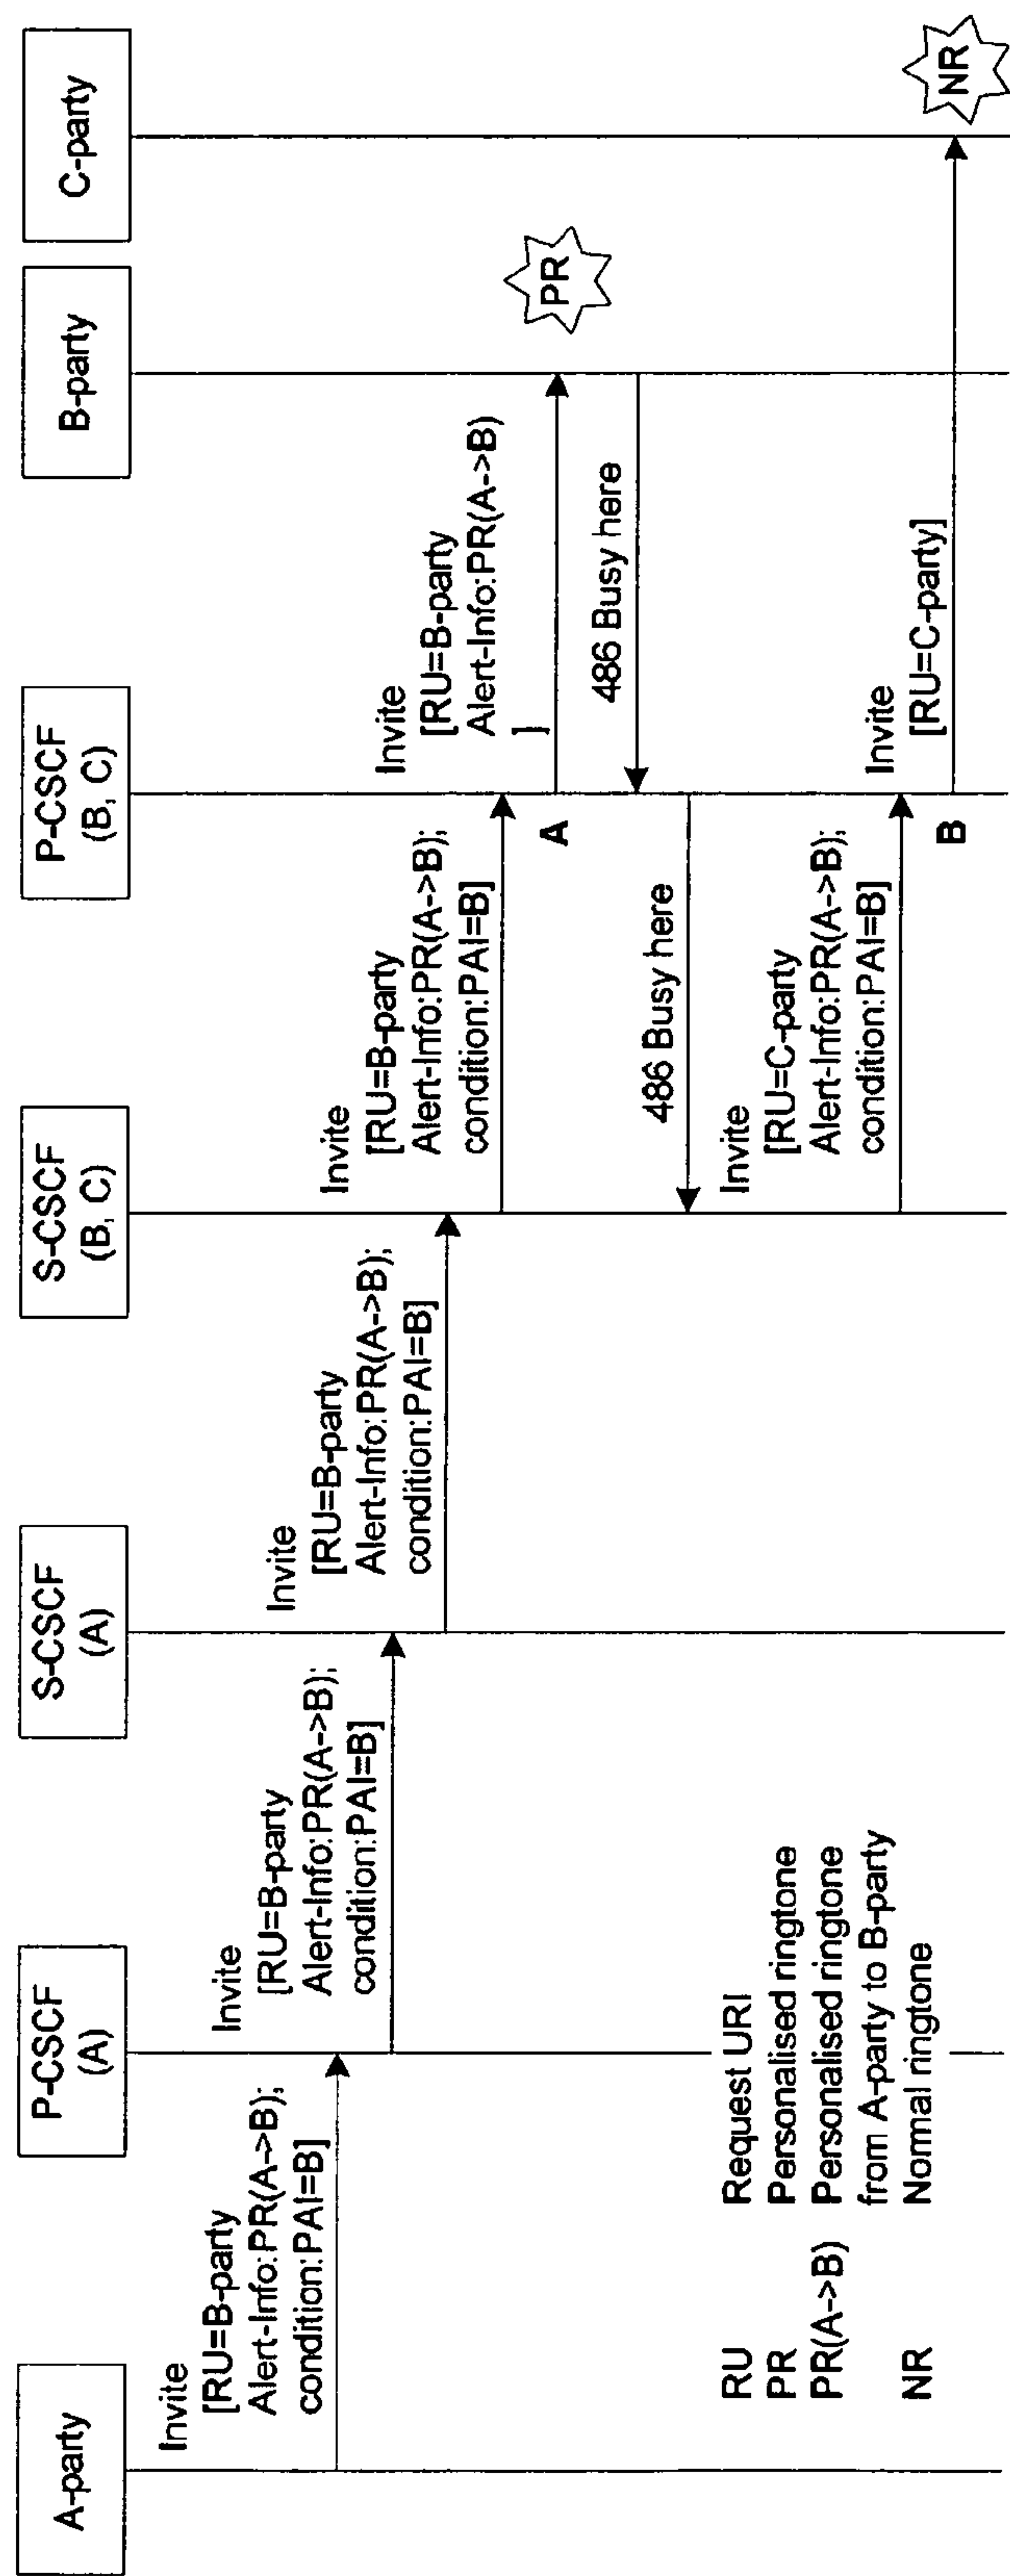 A-party
P-CSCF
(A)
S-CSCF
(A)
S-CSCF
(B, C)
P-CSCF
(B, C)
B-party
C-party
Invite
[RU=B-party
Alert-Info:PR(A->B);
condition:PAI=B]
Invite
[RU=B-party
Alert-Info:PR(A->B);
condition:PAI=B]
Invite
[RU=B-party
Alert-Info:PR(A->B);
condition:PAI=B]
Invite
[RU=B-party
Alert-Info:PR(A->B);
condition:PAI=B]
A
Invite
[RU=B-party
Alert-Info:PR(A->B)
]
PR
486 Busy here
486 Busy here
Invite
[RU=C-party
Alert-Info:PR(A->B);
condition:PAI=B]
B
Invite
[RU=C-party]
NR
RU Request URI
PR Personalised ringtone
PR(A->B) Personalised ringtone
from A-party to B-party
NR Normal ringtone